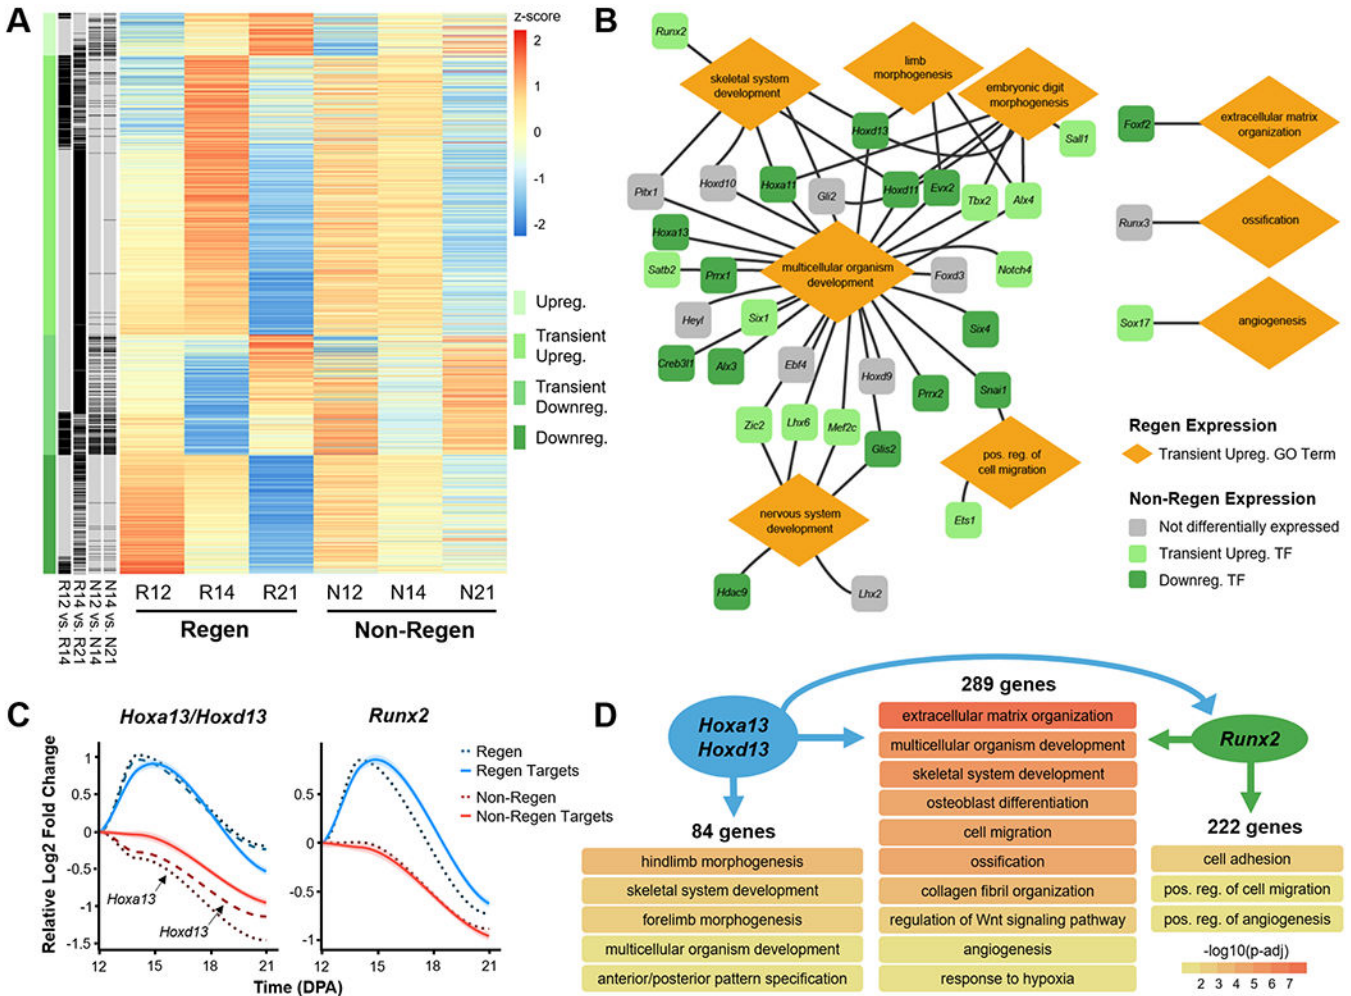 A
z-score
2
1
0
-1
-2
Upreg.
Transient
Upreg.
Transient
Downreg.
Downreg.
R12 vs. R14
R14 vs. R21
N12 vs. N14
N14 vs. N21
R12
R14
R21
N12
N14
N21
Regen
Non-Regen
B
Runx2
skeletal system
development
limb
morphogenesis
embryonic digit
morphogenesis
Hoxd13
Sall1
Pitx1
Hoxd10
Hoxa11
Gli2
Hoxd11
Evx2
Tbx2
Alx4
Hoxa13
Satb2
Prrx1
multicellular organism
development
Foxd3
Notch4
Heyl
Six1
Six4
Creb3l1
Alx3
Ebf4
Hoxd9
Prrx2
Snai1
Zic2
Lhx6
Mef2c
Glis2
pos. reg. of
cell migration
nervous system
development
Ets1
Hdac9
Lhx2
Foxf2
extracellular matrix
organization
Runx3
ossification
Sox17
angiogenesis
Regen Expression
Transient Upreg. GO Term
Non-Regen Expression
Not differentially expressed
Transient Upreg. TF
Downreg. TF
C
Hoxa13/Hoxd13
Runx2
Relative Log2 Fold Change
1
0.5
0
-0.5
-1
-1.5
Hoxa13
Hoxd13
12
15
18
21
0.5
0
-0.5
-1
12
15
18
21
Time (DPA)
Regen
Regen Targets
Non-Regen
Non-Regen Targets
D
Hoxa13
Hoxd13
Runx2
289 genes
extracellular matrix organization
multicellular organism development
skeletal system development
osteoblast differentiation
cell migration
ossification
collagen fibril organization
regulation of Wnt signaling pathway
angiogenesis
response to hypoxia
84 genes
hindlimb morphogenesis
skeletal system development
forelimb morphogenesis
multicellular organism development
anterior/posterior pattern specification
222 genes
cell adhesion
pos. reg. of cell migration
pos. reg. of angiogenesis
-log10(p-adj)
2 3 4 5 6 7